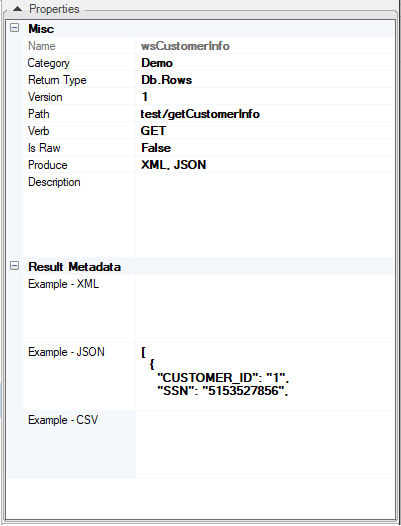 Properties
Misc
Name wsCustomerInfo
Category Demo
Return Type Db.Rows
Version 1
Path test/getCustomerInfo
Verb GET
Is Raw False
Produce XML, JSON
Description
Result Metadata
Example - XML
Example - JSON [
{
"CUSTOMER_ID": "1",
"SSN": "5153527856",
Example - CSV